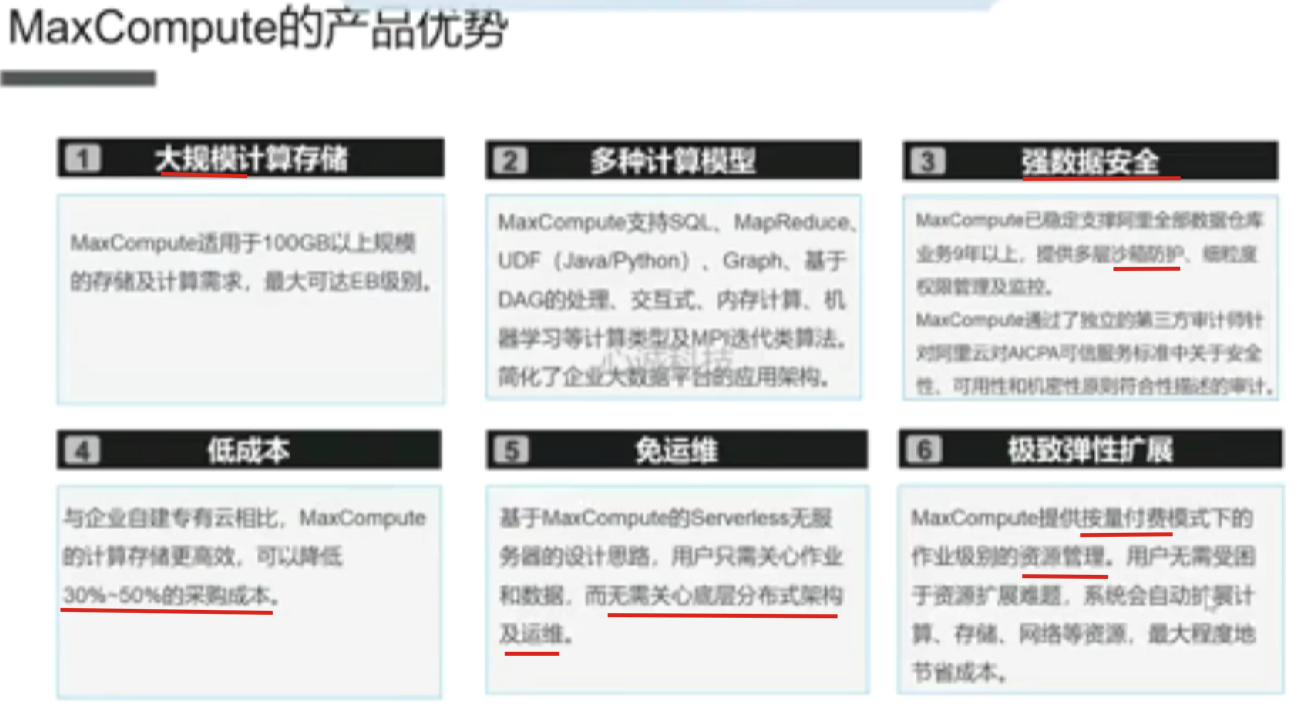 MaxCompute的产品优势
1 大规模计算存储
MaxCompute适用于100GB以上规模
的存储及计算需求，最大可达EB级别。
2 多种计算模型
MaxCompute支持SQL、MapReduce、
UDF（Java/Python）、Graph、基于
DAG的处理、交互式、内存计算、机
器学习等计算类型及MPI迭代类算法。
简化了企业大数据平台的应用架构。
心诚科技
3 强数据安全
MaxCompute已稳定支撑阿里全部数据仓库
业务9年以上，提供多层沙箱防护、细粒度
权限管理及监控。
MaxCompute通过了独立的第三方审计师针
对阿里云对AICPA可信服务标准中关于安全
性、可用性和机密性原则符合性描述的审计。
4 低成本
与企业自建专有云相比，MaxCompute
的计算存储更高效，可以降低
30%~50%的采购成本。
5 免运维
基于MaxCompute的Serverless无服
务器的设计思路，用户只需关心作业
和数据，而无需关心底层分布式架构
及运维。
6 极致弹性扩展
MaxCompute提供按量付费模式下的
作业级别的资源管理。用户无需受困
于资源扩展难题，系统会自动扩展计
算、存储、网络等资源，最大程度地
节省成本。